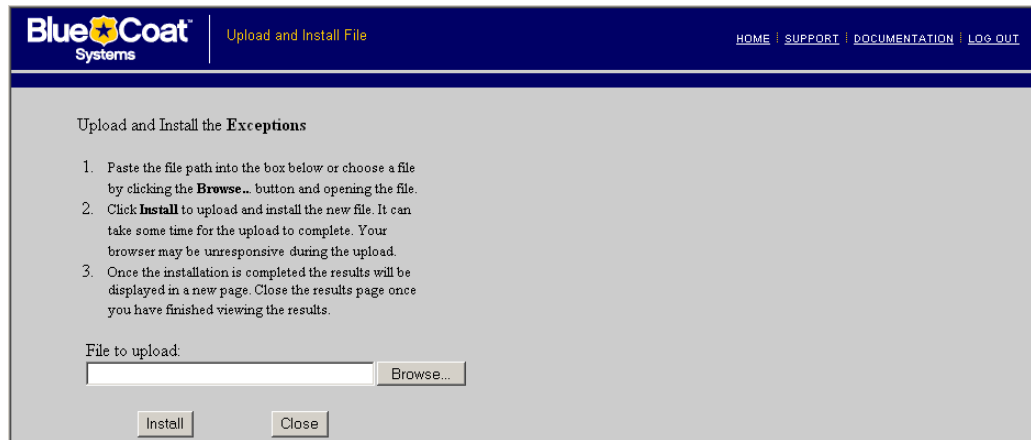 Blue Coat™ Upload and Install File HOME SUPPORT DOCUMENTATION LOG OUT
Systems
Upload and Install the Exceptions
1. Paste the file path into the box below or choose a file
by clicking the Browse... button and opening the file.
2. Click Install to upload and install the new file. It can
take some time for the upload to complete. Your
browser may be unresponsive during the upload.
3. Once the installation is completed the results will be
displayed in a new page. Close the results page once
you have finished viewing the results.
File to upload:
Browse...
Install Close